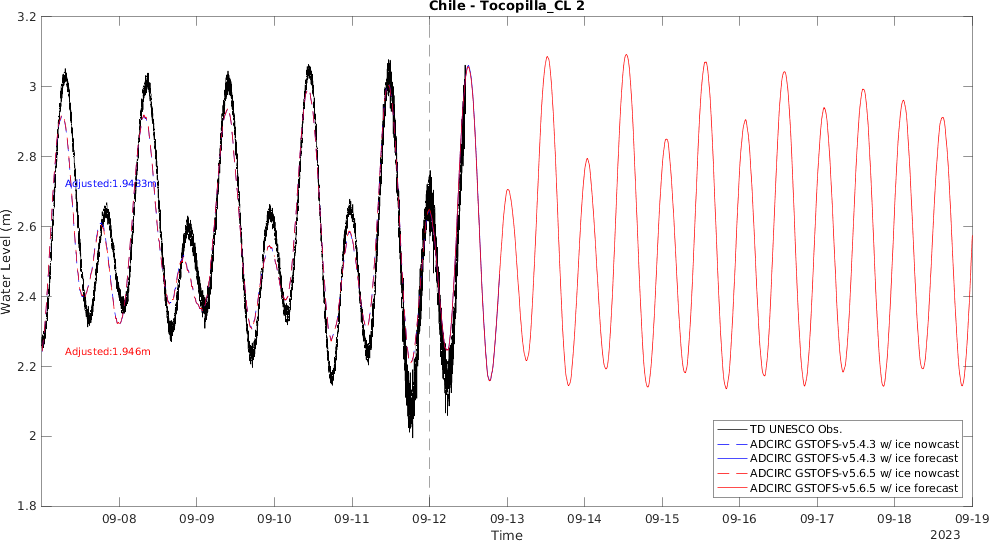 Chile - Tocopilla_CL 2
3.2
3
2.8
2.6
2.4
2.2
2
1.8
Water Level (m)
Adjusted:1.9433m
Adjusted:1.946m
TD UNESCO Obs.
ADCIRC GSTOFS-v5.4.3 w/ ice nowcast
ADCIRC GSTOFS-v5.4.3 w/ ice forecast
ADCIRC GSTOFS-v5.6.5 w/ ice nowcast
ADCIRC GSTOFS-v5.6.5 w/ ice forecast
09-08 09-09 09-10 09-11 09-12 09-13 09-14 09-15 09-16 09-17 09-18 09-19
Time
2023